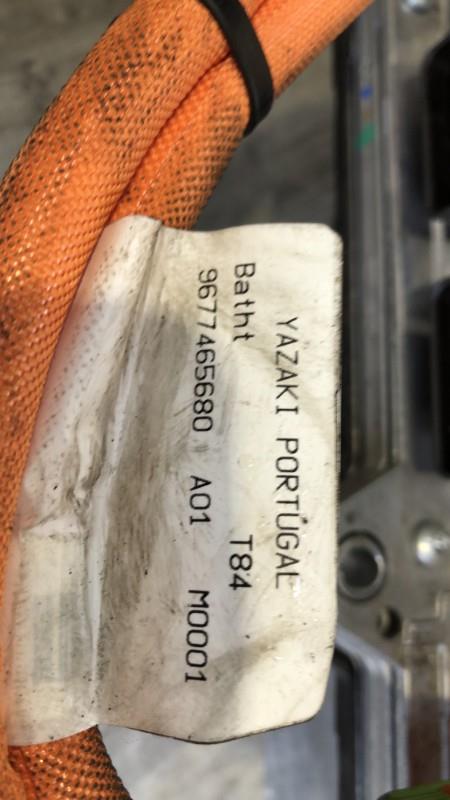 YAZAKI PORTUGAL
Batht T84
9677465680 A01 M0001